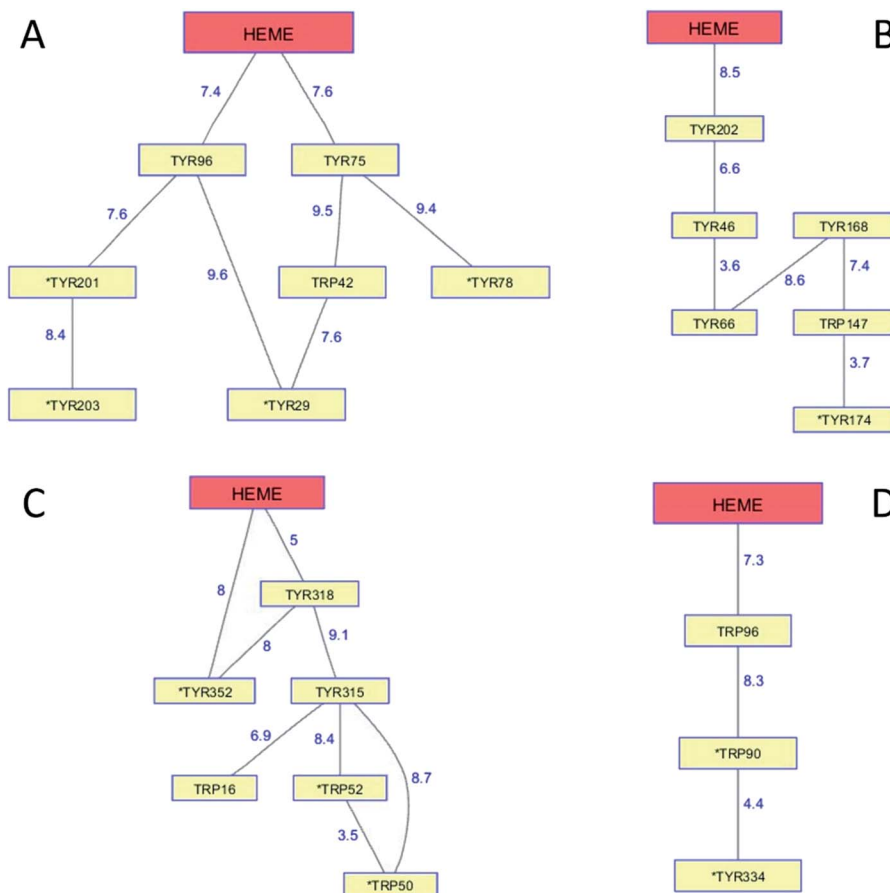 A
HEME
7.4
7.6
TYR96
TYR75
7.6
9.6
9.5
9.4
*TYR201
TRP42
*TYR78
8.4
7.6
*TYR203
*TYR29
B
HEME
8.5
TYR202
6.6
TYR46
TYR168
3.6
8.6
7.4
TYR66
TRP147
3.7
*TYR174
C
HEME
5
8
TYR318
8
9.1
*TYR352
TYR315
6.9
8.4
8.7
TRP16
*TRP52
3.5
*TRP50
D
HEME
7.3
TRP96
8.3
*TRP90
4.4
*TYR334